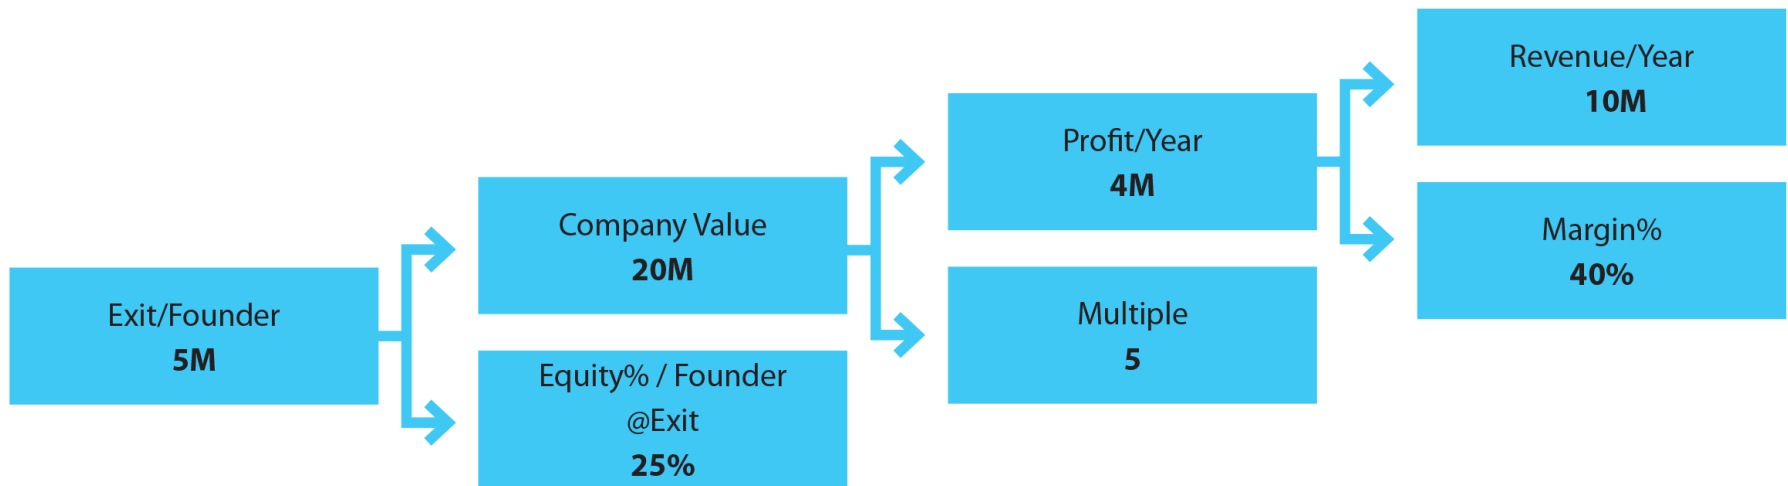 Exit/Founder
5M
Company Value
20M
Equity% / Founder
@Exit
25%
Profit/Year
4M
Multiple
5
Revenue/Year
10M
Margin%
40%